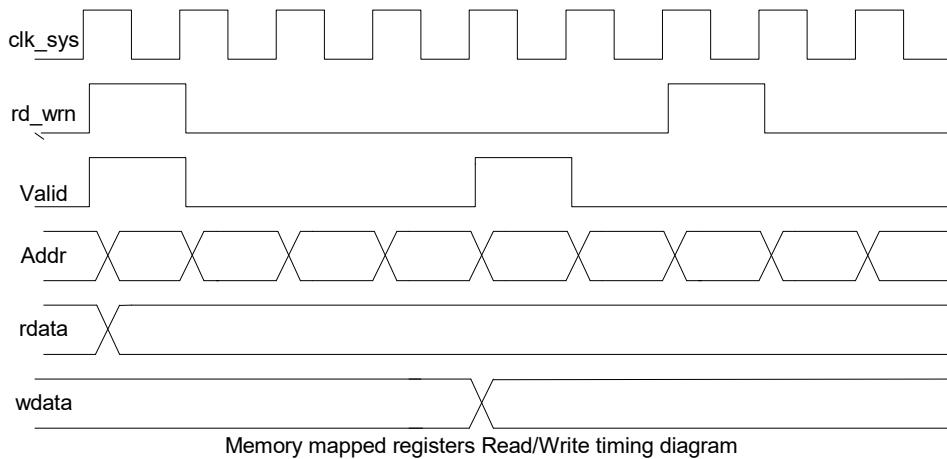 clk_sys
rd_wrn
Valid
Addr
rdata
wdata
Memory mapped registers Read/Write timing diagram